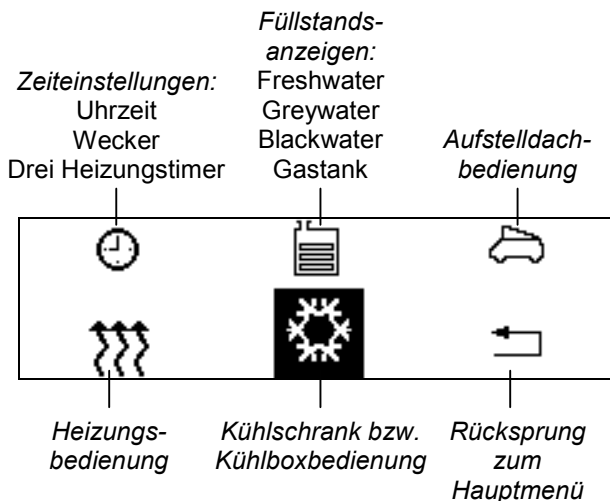 Zeiteinstellungen:
Uhrzeit
Wecker
Drei Heizungstimer
Füllstands-
anzeigen:
Freshwater
Greywater
Blackwater
Gastank
Aufstelldach-
bedienung
Heizungs-
bedienung
Kühlschrank bzw.
Kühlboxbedienung
Rücksprung
zum
Hauptmenü